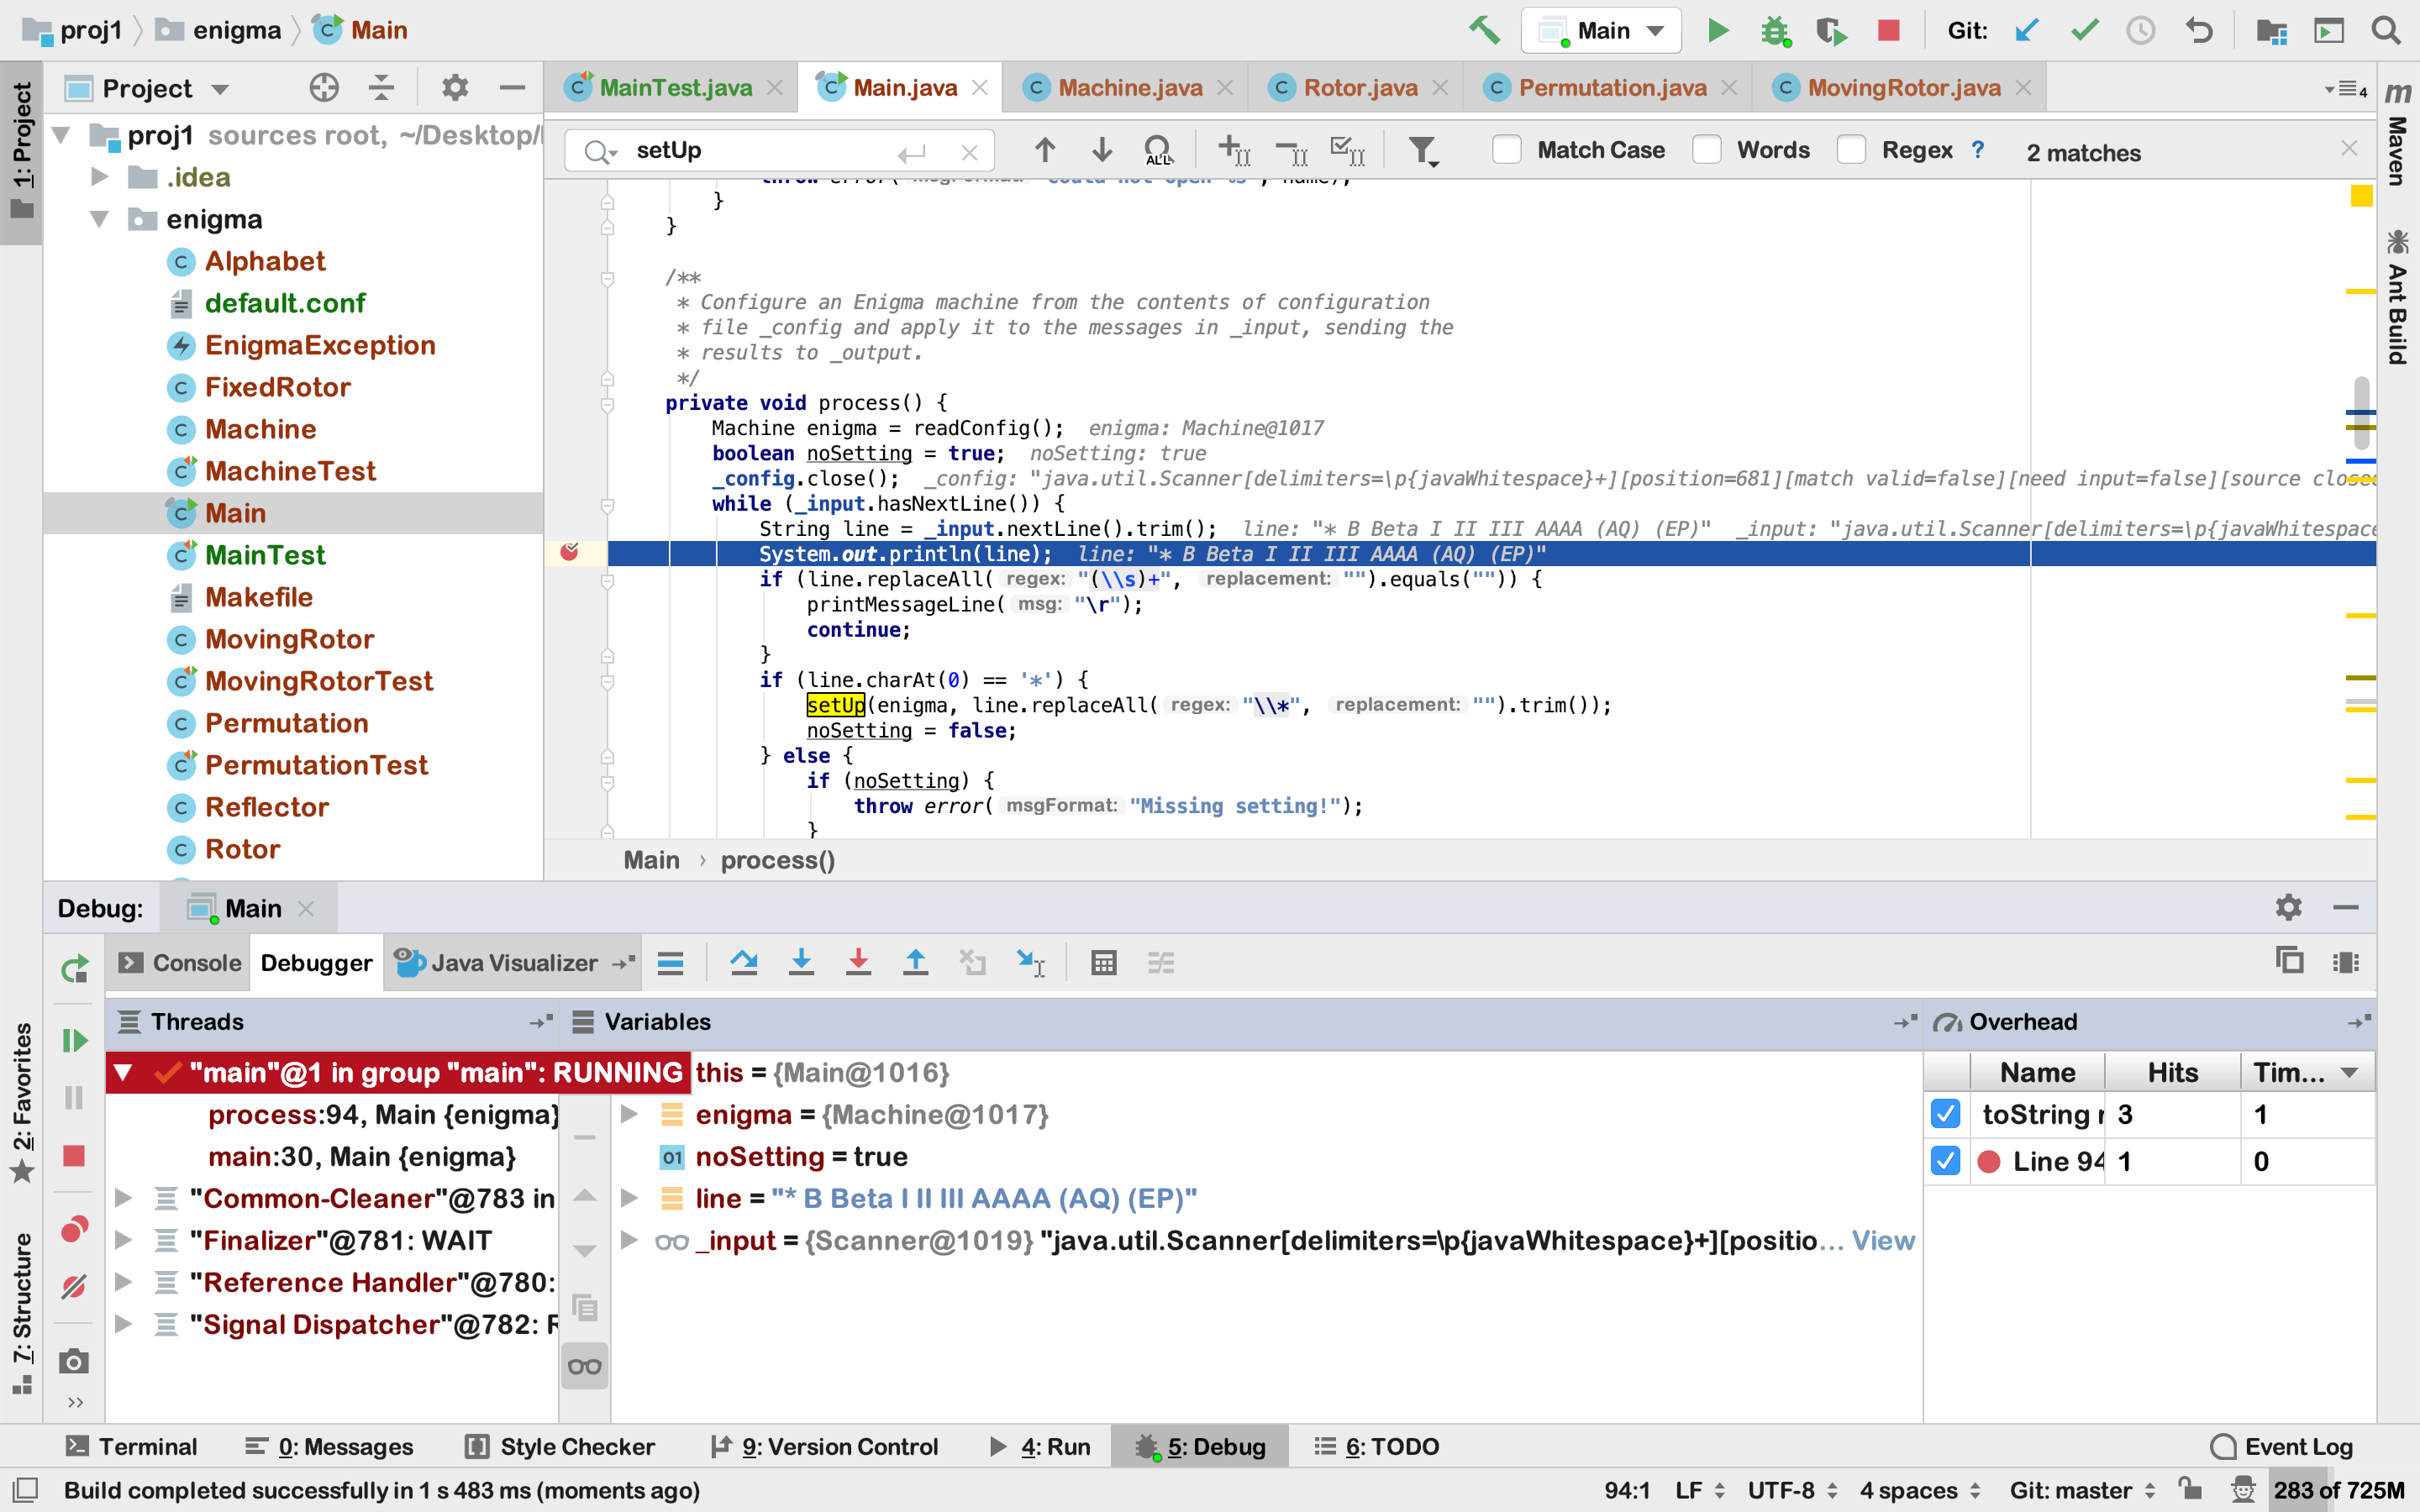 proj1 enigma Main
Main Git:
1: Project
Project
MainTest.java Main.java Machine.java Rotor.java Permutation.java MovingRotor.java 4
setUp Match Case Words Regex ? 2 matches
proj1 sources root, ~/Desktop/
.idea
enigma
Alphabet
default.conf
EnigmaException
FixedRotor
Machine
MachineTest
Main
MainTest
Makefile
MovingRotor
MovingRotorTest
Permutation
PermutationTest
Reflector
Rotor
}
}
/**
* Configure an Enigma machine from the contents of configuration
* file _config and apply it to the messages in _input, sending the
* results to _output.
*/
private void process() {
Machine enigma = readConfig(); enigma: Machine@1017
boolean noSetting = true; noSetting: true
_config.close(); _config: "java.util.Scanner[delimiters=\p{javaWhitespace}+][position=681][match valid=false][need input=false][source close
while (_input.hasNextLine()) {
String line = _input.nextLine().trim(); line: "* B Beta I II III AAAA (AQ) (EP)" _input: "java.util.Scanner[delimiters=\p{javaWhitespace
System.out.println(line); line: "* B Beta I II III AAAA (AQ) (EP)"
if (line.replaceAll( regex: "(\\s)+", replacement: "").equals("")) {
printMessageLine( msg: "\r");
continue;
}
if (line.charAt(0) == '*') {
setUp(enigma, line.replaceAll( regex: "\\*", replacement: "").trim());
noSetting = false;
} else {
if (noSetting) {
throw error( msgFormat: "Missing setting!");
}
Main › process()
m Maven
Ant Build
Debug: Main
Console Debugger Java Visualizer
Threads
"main"@1 in group "main": RUNNING
process:94, Main {enigma}
main:30, Main {enigma}
"Common-Cleaner"@783 in
"Finalizer"@781: WAIT
"Reference Handler"@780:
"Signal Dispatcher"@782: R
Variables
this = {Main@1016}
enigma = {Machine@1017}
01 noSetting = true
line = "* B Beta I II III AAAA (AQ) (EP)"
_input = {Scanner@1019} "java.util.Scanner[delimiters=\p{javaWhitespace}+][positio... View
Overhead
Name Hits Tim...
toString 3 1
Line 94 1 0
2: Favorites
7: Structure
Terminal 0: Messages Style Checker 9: Version Control 4: Run 5: Debug 6: TODO Event Log
Build completed successfully in 1 s 483 ms (moments ago) 94:1 LF UTF-8 4 spaces Git: master 283 of 725M